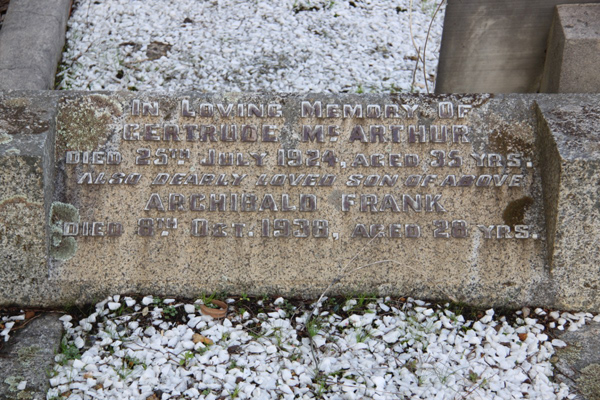 IN LOVING MEMORY OF
GERTRUDE McARTHUR
DIED 25TH JULY 1924, AGED 35 YRS.
ALSO DEARLY LOVED SON OF ABOVE
ARCHIBALD FRANK
DIED 8TH OCT. 1938, AGED 28 YRS.